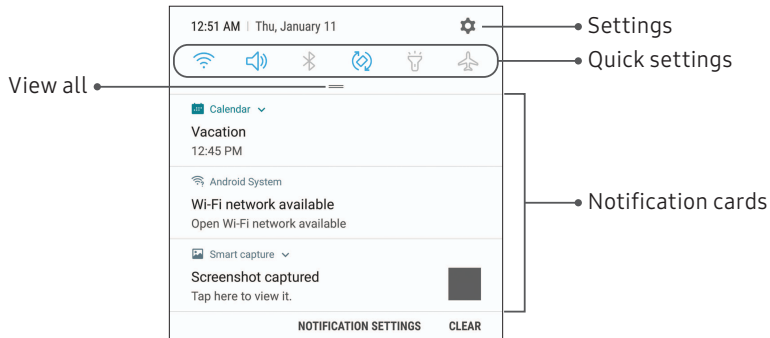 12:51 AM | Thu, January 11
Settings
Quick settings
View all
Calendar
Vacation
12:45 PM
Android System
Wi-Fi network available
Open Wi-Fi network available
Notification cards
Smart capture
Screenshot captured
Tap here to view it.
NOTIFICATION SETTINGS CLEAR